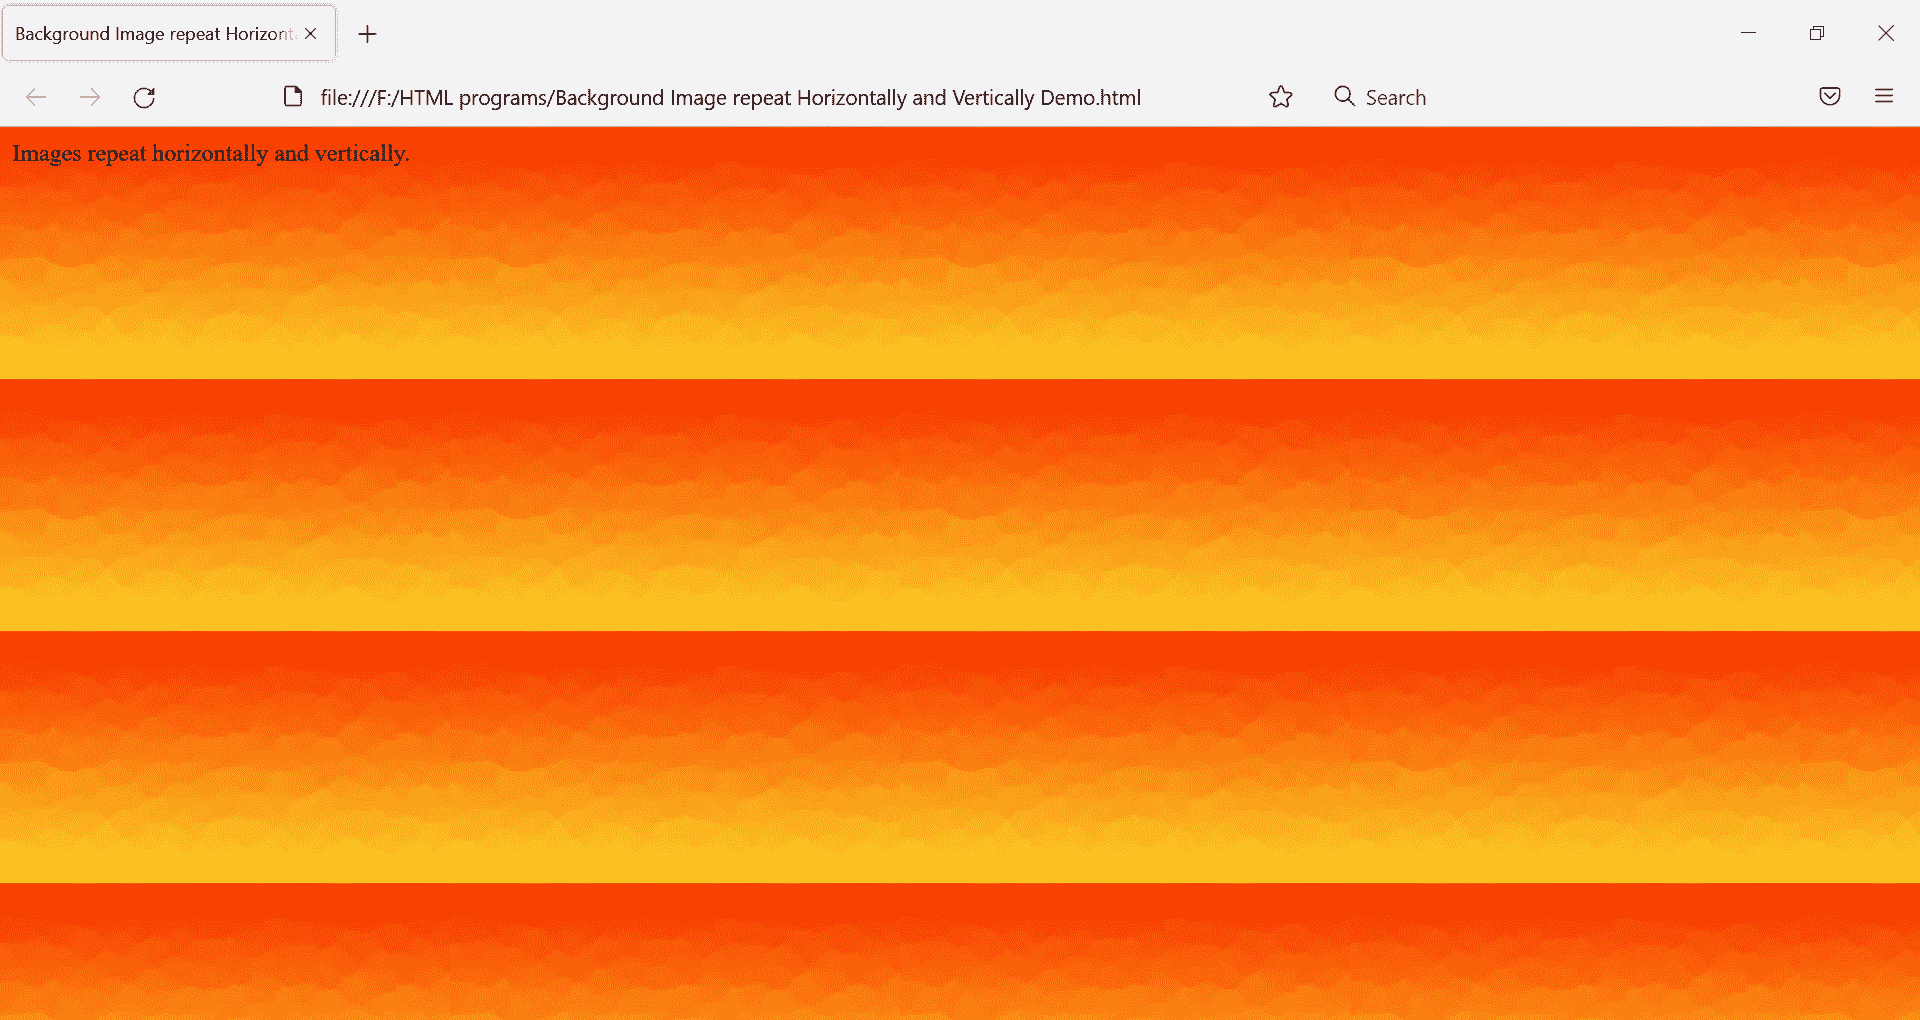 Background Image repeat Horizont
file:///F:/HTML programs/Background Image repeat Horizontally and Vertically Demo.html
Search
Images repeat horizontally and vertically.